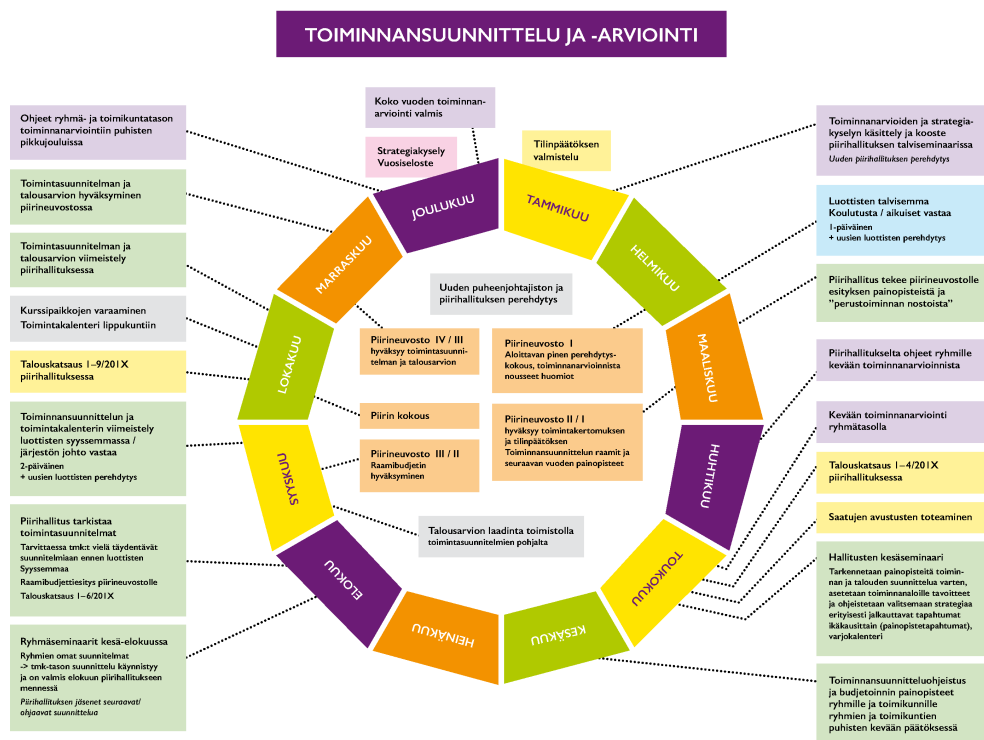 TOIMINNANSUUNNITTELU JA -ARVIOINTI
Koko vuoden toiminnan-
arviointi valmis
Strategiakysely
Vuosiseloste
Tilinpäätöksen
valmistelu
Ohjeet ryhmä- ja toimikuntatason
toiminnanarviointiin puhisten
pikkujouluissa
Toimintasuunnitelman ja
talousarvion hyväksyminen
piirineuvostossa
Toimintasuunnitelman ja
talousarvion viimeistely
piirihallituksessa
Kurssipaikkojen varaaminen
Toimintakalenteri lippukuntiin
Talouskatsaus 1–9/201X
piirihallituksessa
Toiminnansuunnittelun ja
toimintakalenterin viimeistely
luottisten syyssemmassa /
järjestön johto vastaa
2-päiväinen
+ uusien luottisten perehdytys
Piirihallitus tarkistaa
toimintasuunnitelmat
Tarvittaessa tmk:t vielä täydentävät
suunnitelmiaan ennen luottisten
Syyssemmaa
Raamibudjettiesitys piirineuvostolle
Talouskatsaus 1–6/201X
Ryhmäseminaarit kesä-elokuussa
Ryhmien omat suunnitelmat
-> tmk-tason suunnittelu käynnistyy
ja on valmis elokuun piirihallitukseen
mennessä
Piirihallituksen jäsenet seuraavat/
ohjaavat suunnittelua
JOULUKUU
TAMMIKUU
HELMIKUU
MAALISKUU
HUHTIKUU
TOUKOKUU
KESÄKUU
HEINÄKUU
ELOKUU
SYYSKUU
LOKAKUU
MARRASKUU
Uuden puheenjohtajiston ja
piirihallituksen perehdytys
Piirineuvosto IV / III
hyväksyy toimintasuunni-
telman ja talousarvion
Piirineuvosto I
Aloittavan pinen perehdytys-
kokous, toiminnanarvioinnista
nousseet huomiot
Piirin kokous
Piirineuvosto II / I
hyväksyy toimintakertomuksen
ja tilinpäätöksen
Toiminnansuunnittelun raamit ja
seuraavan vuoden painopisteet
Piirineuvosto III / II
Raamibudjetin
hyväksyminen
Talousarvion laadinta toimistolla
toimintasuunnitelmien pohjalta
Toiminnanarvioiden ja strategia-
kyselyn käsittely ja kooste
piirihallituksen talviseminaarissa
Uuden piirihallituksen perehdytys
Luottisten talvisemma
Koulutusta / aikuiset vastaa
1-päiväinen
+ uusien luottisten perehdytys
Piirihallitus tekee piirineuvostolle
esityksen painopisteistä ja
”perustoiminnan nostoista”
Piirihallitukselta ohjeet ryhmille
kevään toiminnanarvioinnista
Kevään toiminnanarviointi
ryhmätasolla
Talouskatsaus 1–4/201X
piirihallituksessa
Saatujen avustusten toteaminen
Hallitusten kesäseminaari
Tarkennetaan painopisteitä toimin-
nan ja talouden suunnittelua varten,
asetetaan toiminnanaloille tavoitteet
ja ohjeistetaan valitsemaan strategiaa
erityisesti jalkauttavat tapahtumat
ikäkausittain (painopistetapahtumat),
varjokalenteri
Toiminnansuunnitteluohjeistus
ja budjetoinnin painopisteet
ryhmille ja toimikunnille
ryhmien ja toimikuntien
puhisten kevään päätöksessä